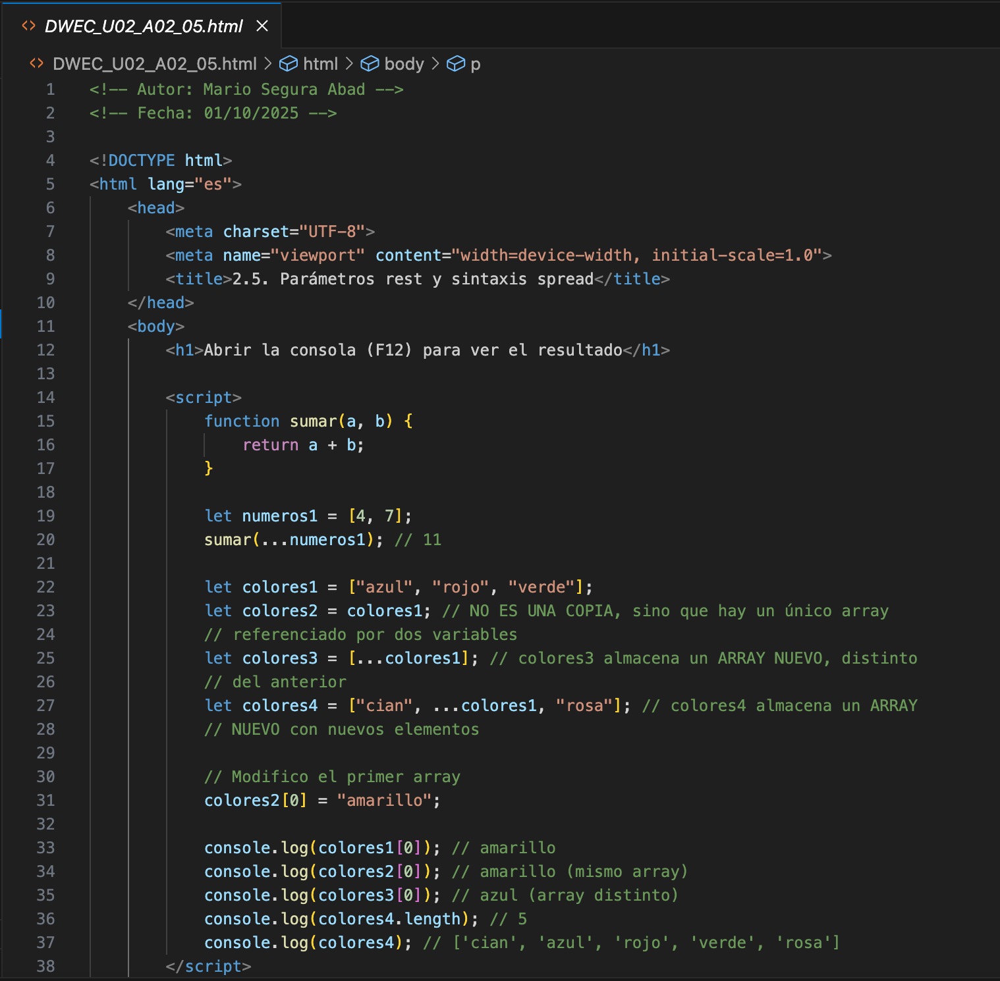 DWEC_U02_A02_05.html
DWEC_U02_A02_05.html > html > body > p
1 <!-- Autor: Mario Segura Abad -->
2 <!-- Fecha: 01/10/2025 -->
3
4 <!DOCTYPE html>
5 <html lang="es">
6     <head>
7         <meta charset="UTF-8">
8         <meta name="viewport" content="width=device-width, initial-scale=1.0">
9         <title>2.5. Parámetros rest y sintaxis spread</title>
10     </head>
11     <body>
12         <h1>Abrir la consola (F12) para ver el resultado</h1>
13
14         <script>
15             function sumar(a, b) {
16                 return a + b;
17             }
18
19             let numeros1 = [4, 7];
20             sumar(...numeros1); // 11
21
22             let colores1 = ["azul", "rojo", "verde"];
23             let colores2 = colores1; // NO ES UNA COPIA, sino que hay un único array
24             // referenciado por dos variables
25             let colores3 = [...colores1]; // colores3 almacena un ARRAY NUEVO, distinto
26             // del anterior
27             let colores4 = ["cian", ...colores1, "rosa"]; // colores4 almacena un ARRAY
28             // NUEVO con nuevos elementos
29
30             // Modifico el primer array
31             colores2[0] = "amarillo";
32
33             console.log(colores1[0]); // amarillo
34             console.log(colores2[0]); // amarillo (mismo array)
35             console.log(colores3[0]); // azul (array distinto)
36             console.log(colores4.length); // 5
37             console.log(colores4); // ['cian', 'azul', 'rojo', 'verde', 'rosa']
38         </script>